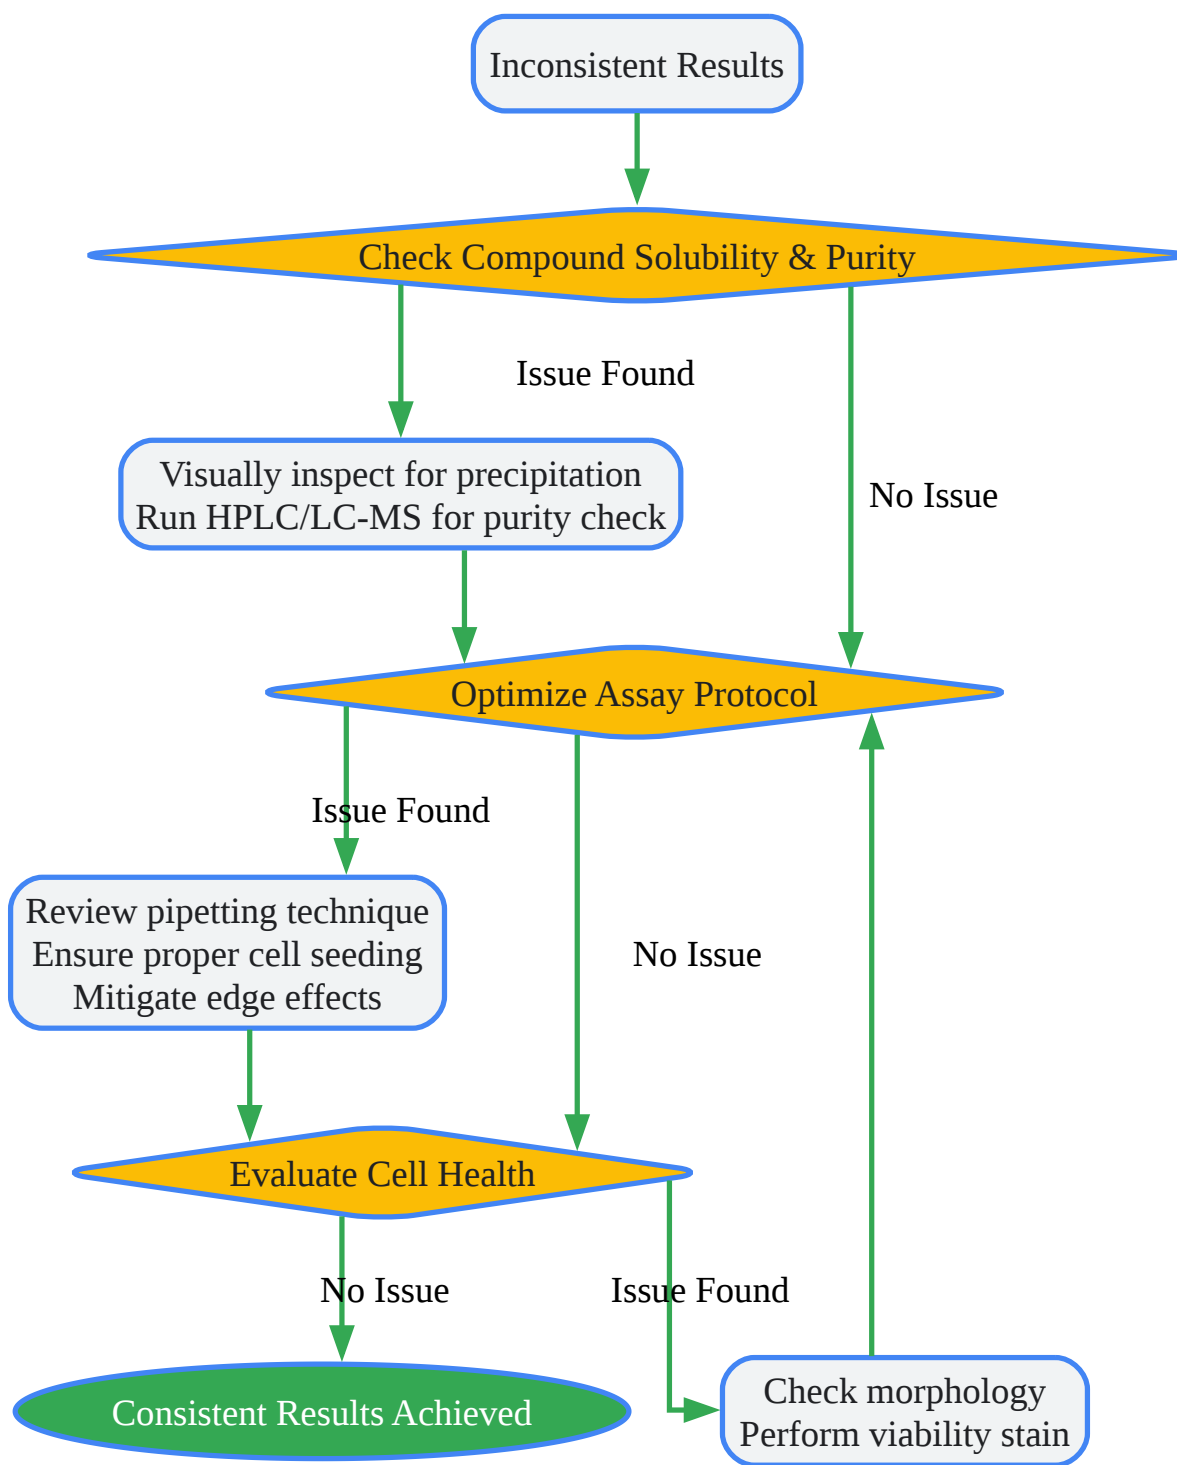 Inconsistent Results
Check Compound Solubility & Purity
Issue Found
Visually inspect for precipitation
Run HPLC/LC-MS for purity check
No Issue
Optimize Assay Protocol
Issue Found
Review pipetting technique
Ensure proper cell seeding
Mitigate edge effects
No Issue
Evaluate Cell Health
No Issue
Issue Found
Consistent Results Achieved
Check morphology
Perform viability stain